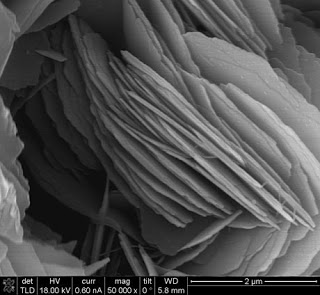 det HV curr mag tilt WD
TLD 18.00 kV 0.60 nA 50 000 x 0 ° 5.8 mm
2 µm